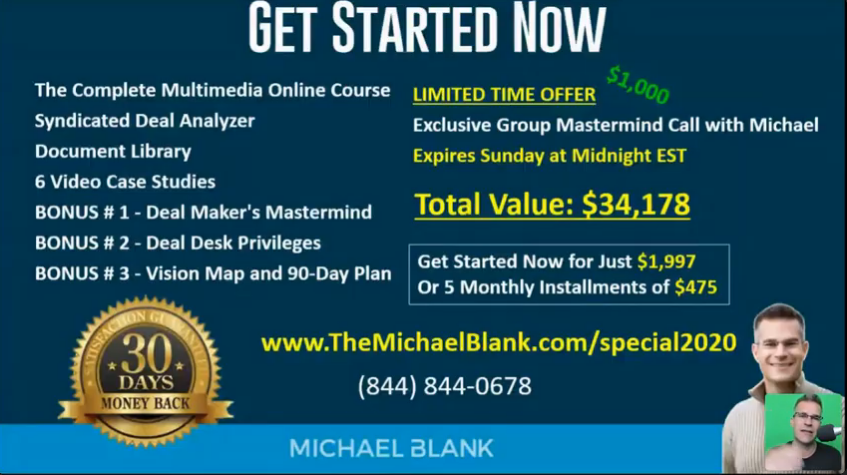 GET STARTED NOW
The Complete Multimedia Online Course
Syndicated Deal Analyzer
Document Library
6 Video Case Studies
BONUS # 1 - Deal Maker's Mastermind
BONUS # 2 - Deal Desk Privileges
BONUS # 3 - Vision Map and 90-Day Plan
LIMITED TIME OFFER
$1,000
Exclusive Group Mastermind Call with Michael
Expires Sunday at Midnight EST
Total Value: $34,178
Get Started Now for Just $1,997
Or 5 Monthly Installments of $475
SATISFACTION GUARANTEE
30
DAYS
MONEY BACK
www.TheMichaelBlank.com/special2020
(844) 844-0678
MICHAEL BLANK